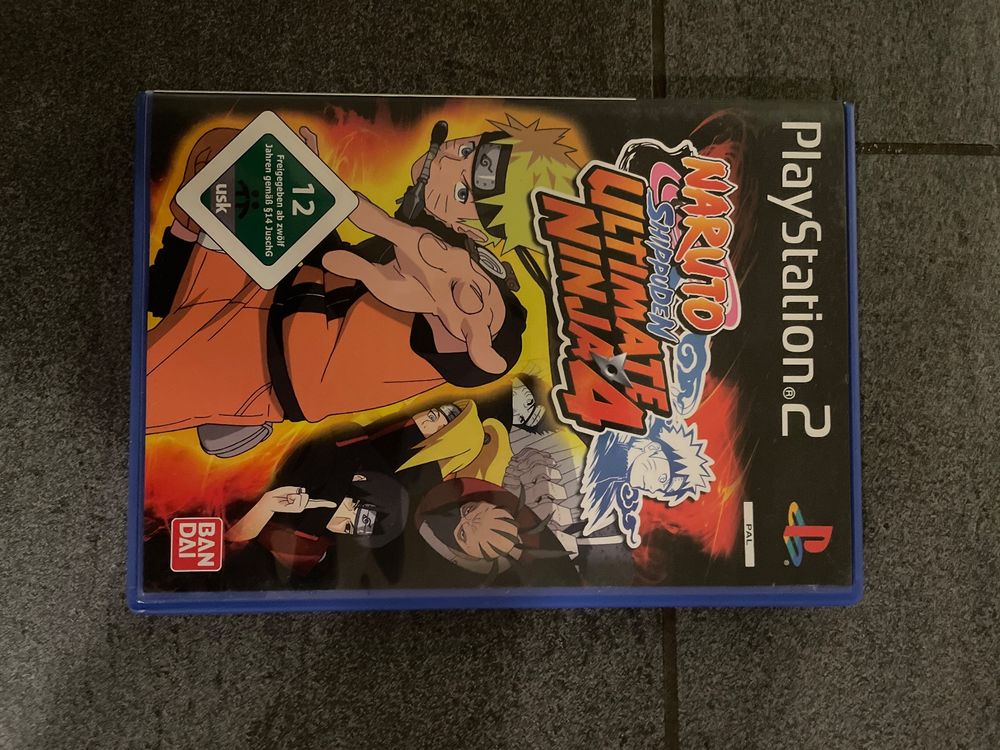 PlayStation®2
PAL
NARUTO
SHIPPUDEN
ULTIMATE
NINJA 4
12
Freigegeben ab zwölf
Jahren gemäß §14 JuSchG
usk
BAN
DAI